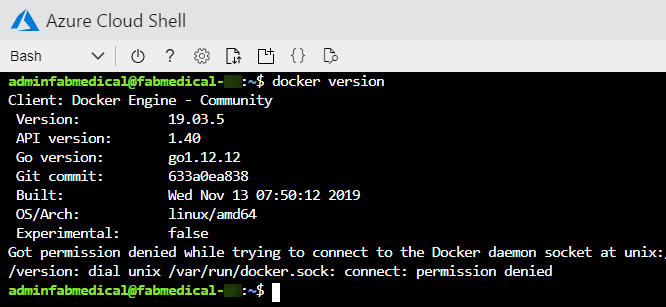 Azure Cloud Shell
Bash ? {}
adminfabmedical@fabmedical- :~$ docker version
Client: Docker Engine - Community
Version: 19.03.5
API version: 1.40
Go version: go1.12.12
Git commit: 633a0ea838
Built: Wed Nov 13 07:50:12 2019
OS/Arch: linux/amd64
Experimental: false
Got permission denied while trying to connect to the Docker daemon socket at unix:/
/version: dial unix /var/run/docker.sock: connect: permission denied
adminfabmedical@fabmedical- :~$